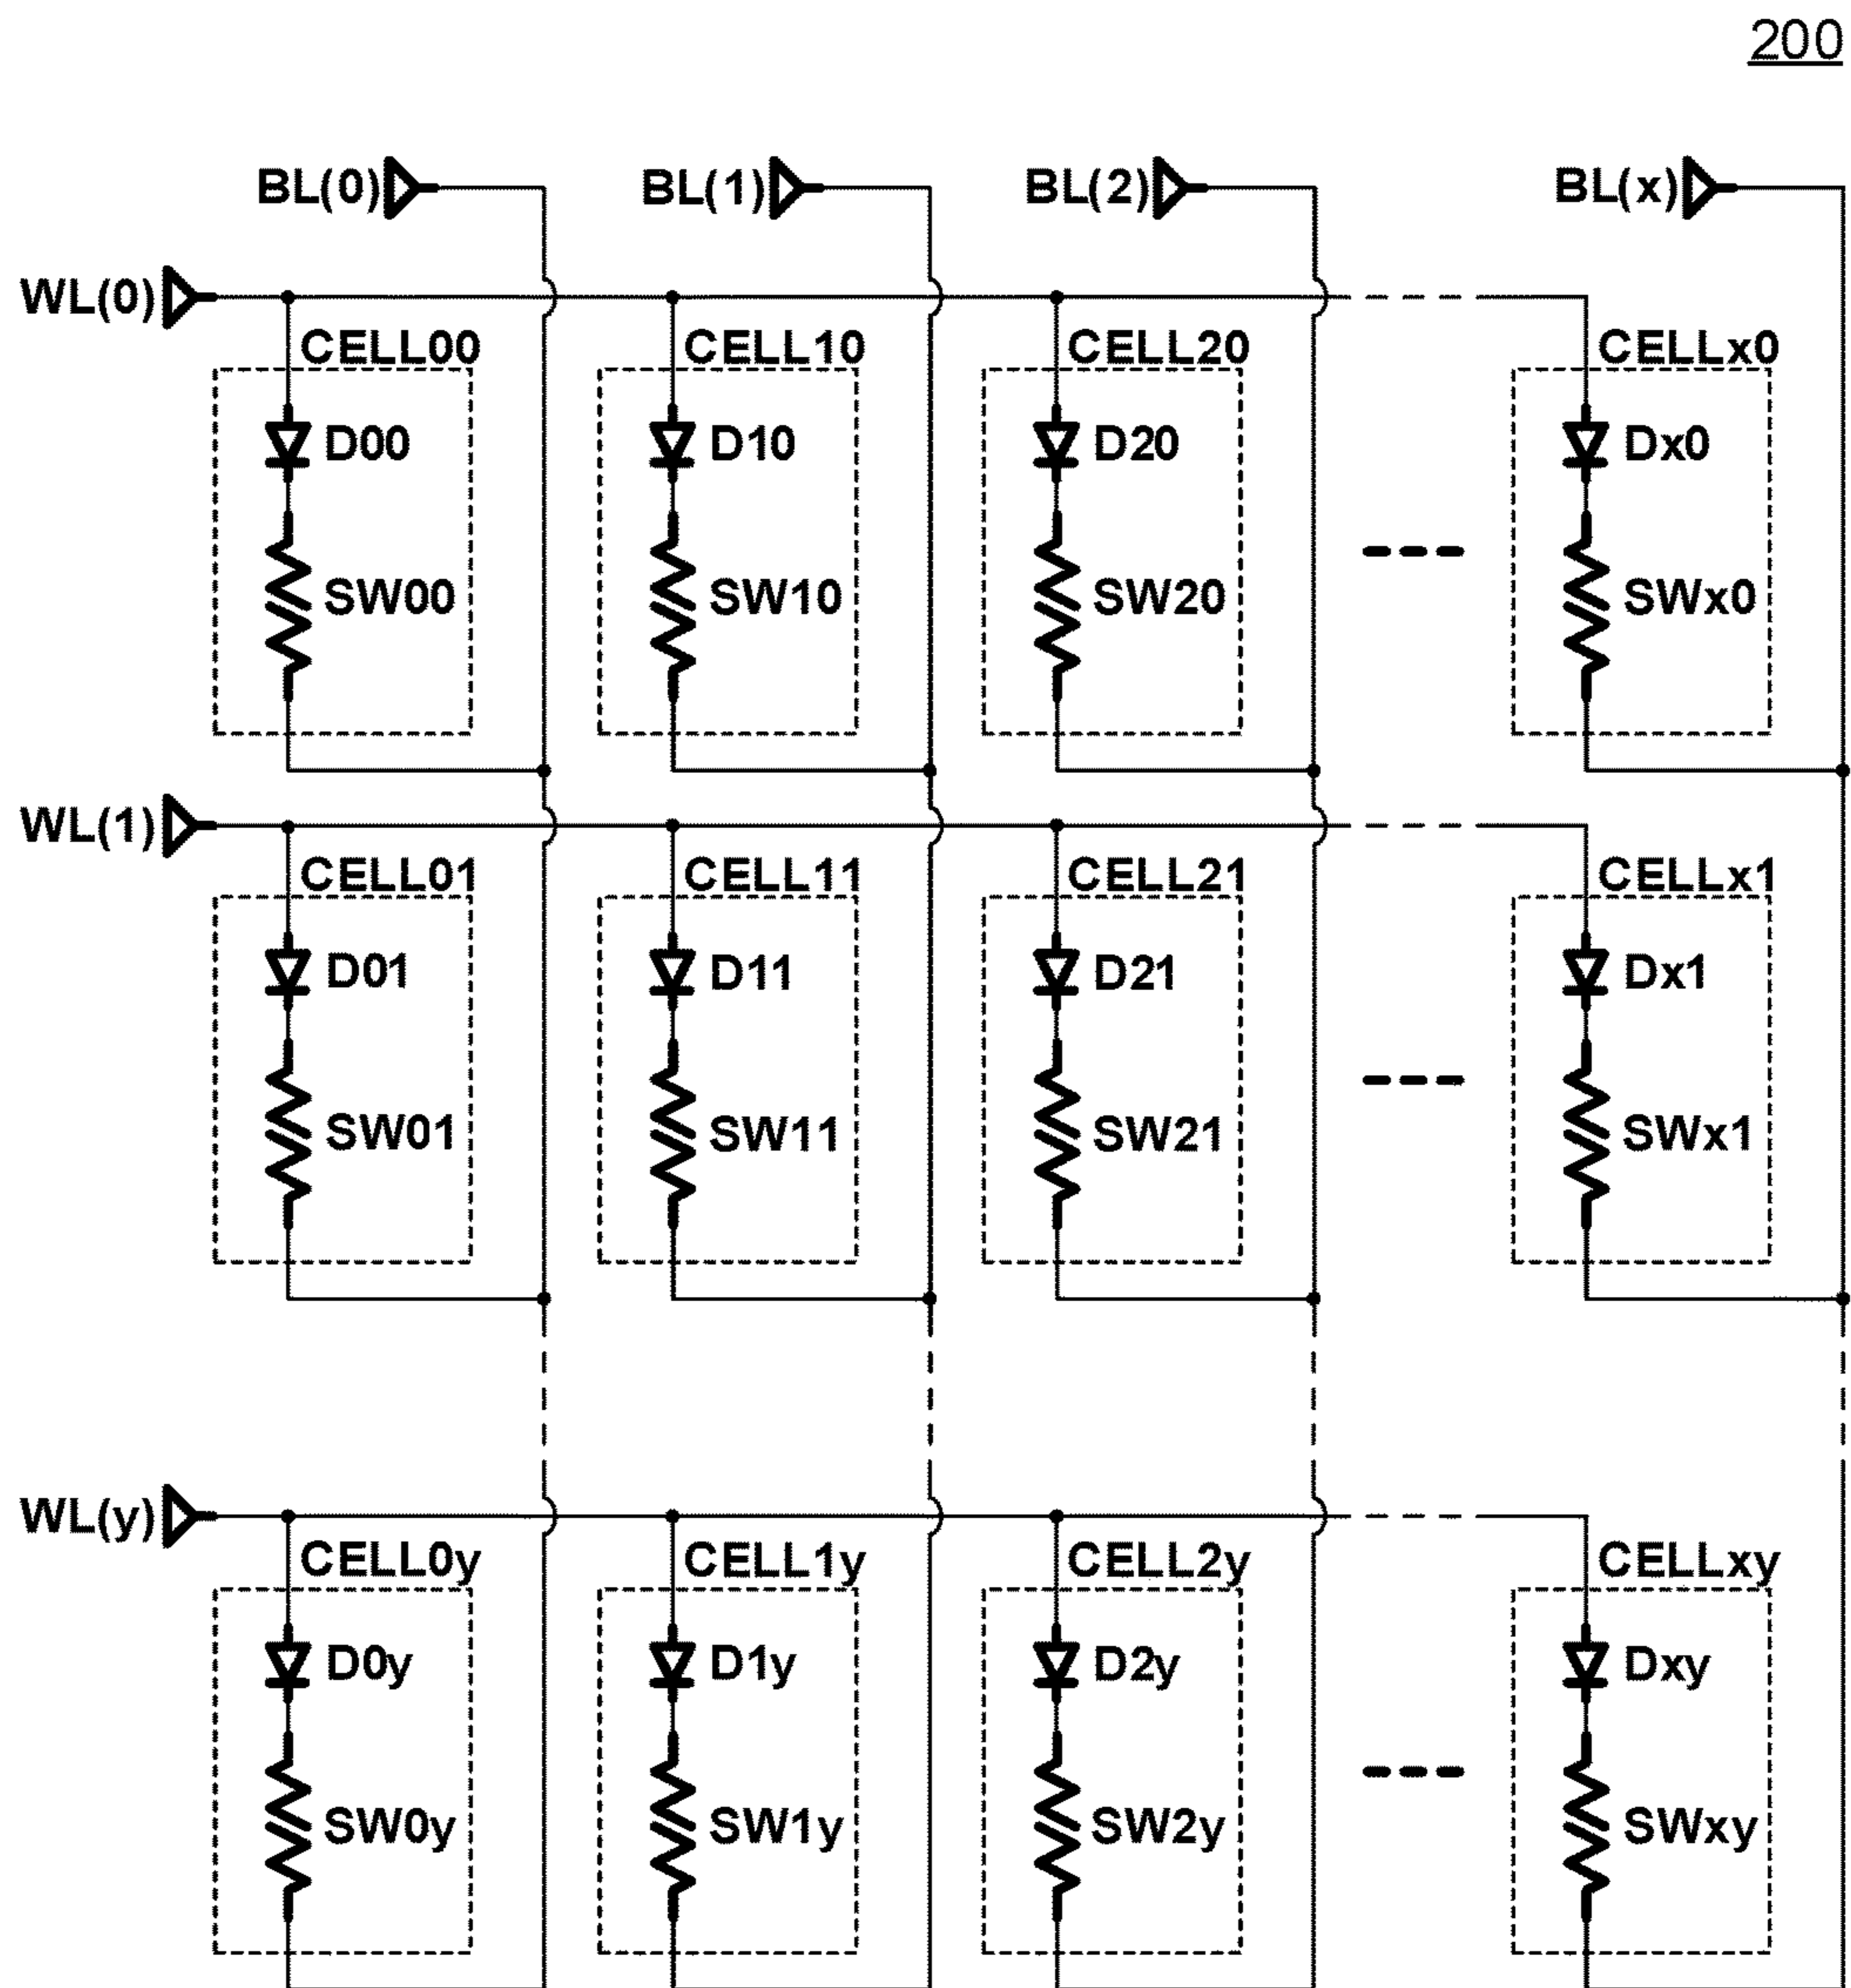 200
BL(0) BL(1) BL(2) BL(x)
WL(0)
CELL00 CELL10 CELL20 CELLx0
D00 D10 D20 Dx0
SW00 SW10 SW20 SWx0
WL(1)
CELL01 CELL11 CELL21 CELLx1
D01 D11 D21 Dx1
SW01 SW11 SW21 SWx1
WL(y)
CELL0y CELL1y CELL2y CELLxy
D0y D1y D2y Dxy
SW0y SW1y SW2y SWxy